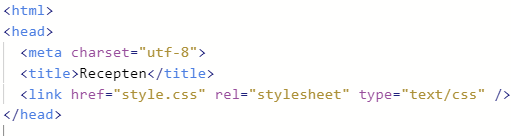 <html>
<head>
<meta charset="utf-8">
<title>Recepten</title>
<link href="style.css" rel="stylesheet" type="text/css" />
</head>